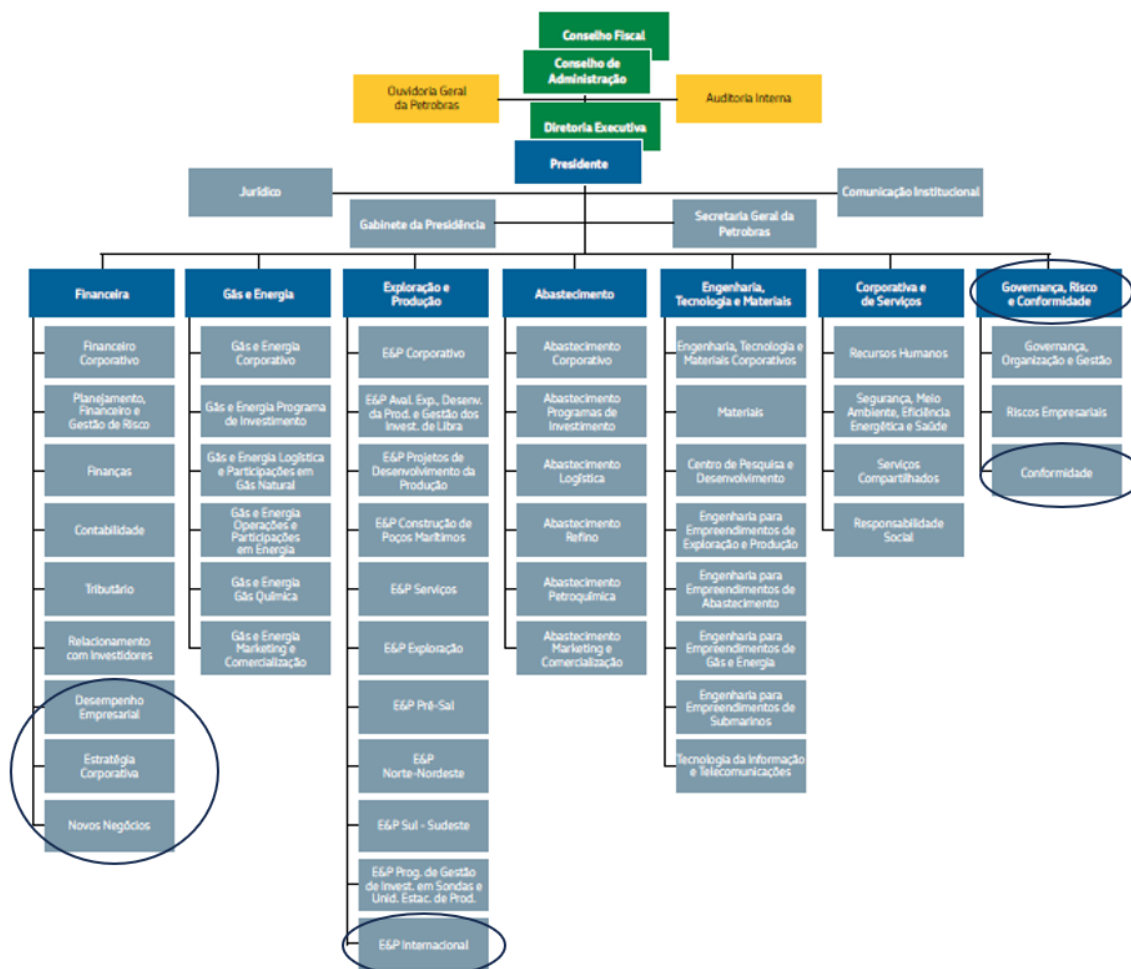 Conselho Fiscal
Conselho de
Administração
Ouvidoria Geral
da Petrobras
Auditoria Interna
Diretoria Executiva
Presidente
Jurídico
Comunicação Institucional
Gabinete da Presidência
Secretaria Geral da
Petrobras
Financeira
Financeiro
Corporativo
Planejamento,
Financeiro e
Gestão de Risco
Finanças
Contabilidade
Tributário
Relacionamento
com Investidores
Desempenho
Empresarial
Estratégia
Corporativa
Novos Negócios
Gás e Energia
Gás e Energia
Corporativo
Gás e Energia Programa
de Investimento
Gás e Energia Logística
e Participações em
Gás Natural
Gás e Energia
Operações e
Participações
em Energia
Gás e Energia
Gás Química
Gás e Energia
Marketing e
Comercialização
Exploração e
Produção
E&P Corporativo
E&P Aval. Exp., Desenv.
da Prod. e Gestão dos
Invest. de Libra
E&P Projetos de
Desenvolvimento da
Produção
E&P Construção de
Poços Marítimos
E&P Serviços
E&P Exploração
E&P Pré-Sal
E&P
Norte-Nordeste
E&P Sul - Sudeste
E&P Prog. de Gestão
de Invest. em Sondas e
Unid. Estac. de Prod.
E&P Internacional
Abastecimento
Abastecimento
Corporativo
Abastecimento
Programas de
Investimento
Abastecimento
Logística
Abastecimento
Refino
Abastecimento
Petroquímica
Abastecimento
Marketing e
Comercialização
Engenharia,
Tecnologia e Materiais
Engenharia, Tecnologia e
Materiais Corporativos
Materiais
Centro de Pesquisa e
Desenvolvimento
Engenharia para
Empreendimentos de
Exploração e Produção
Engenharia para
Empreendimentos de
Abastecimento
Engenharia para
Empreendimentos de
Gás e Energia
Engenharia para
Empreendimentos de
Submarinos
Tecnologia da Informação
e Telecomunicações
Corporativa e
de Serviços
Recursos Humanos
Segurança, Meio
Ambiente, Eficiência
Energética e Saúde
Serviços
Compartilhados
Responsabilidade
Social
Governança, Risco
e Conformidade
Governança,
Organização e Gestão
Riscos Empresariais
Conformidade